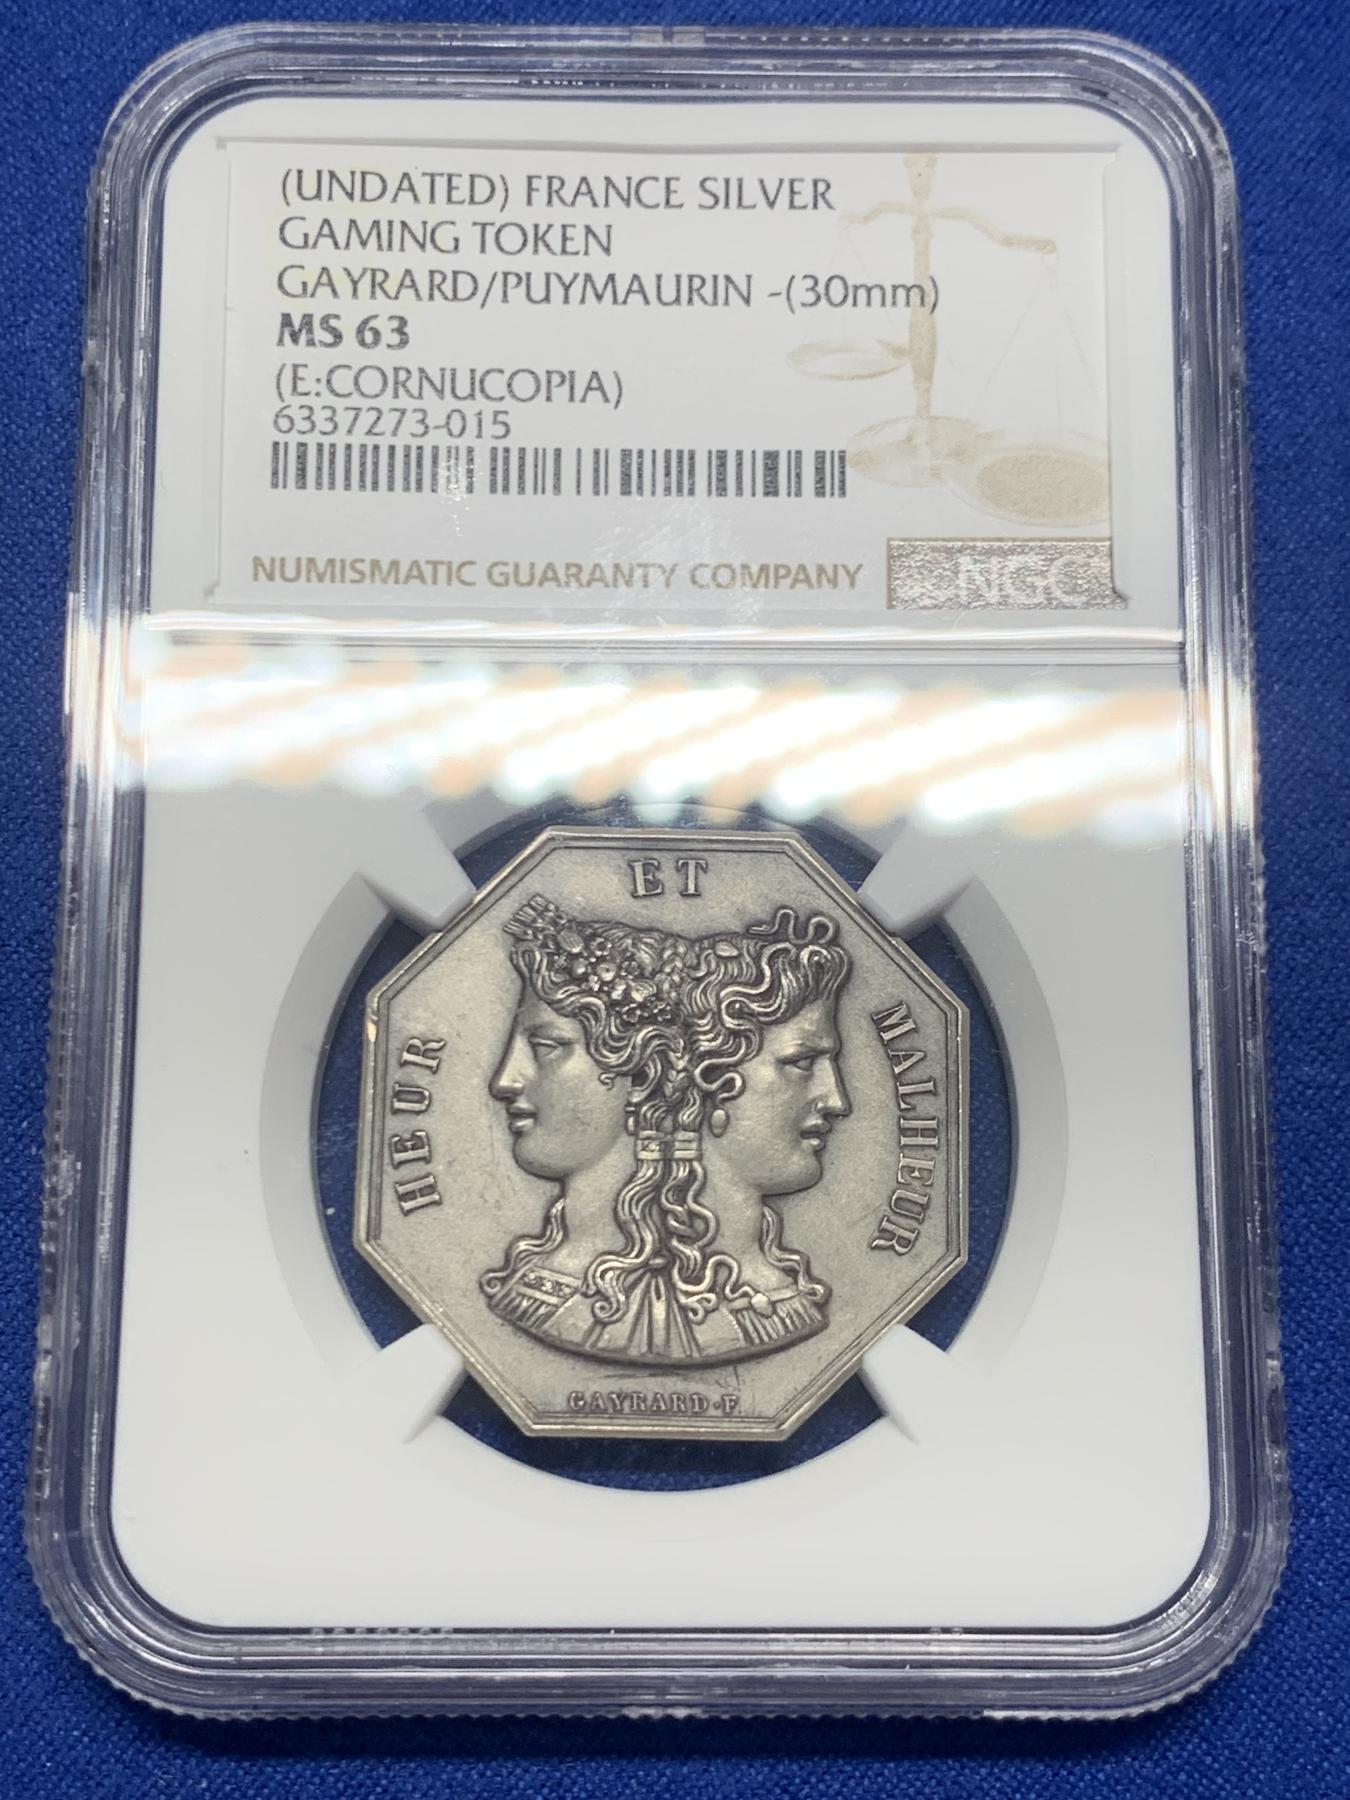 (UNDATED) FRANCE SILVER
GAMING TOKEN
GAYRARD/PUYMAURIN -(30mm)
MS 63
(E:CORNUCOPIA)
6337273-015
NUMISMATIC GUARANTY COMPANY
NGC
HEUR
ET
MALHEUR
GAYRARD·F